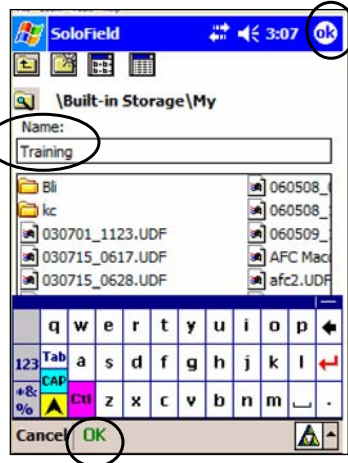 SoloField 3:07 ok
\Built-in Storage\My
Name:
Training
Bli 060508_
kc 060508_
030701_1123.UDF 060509_
030715_0617.UDF AFC Mac
030715_0628.UDF afc2.UDF
q w e r t y u i o p
123 Tab a s d f g h j k l
CAP
*&% Ctl z x c v b n m .
Cancel OK